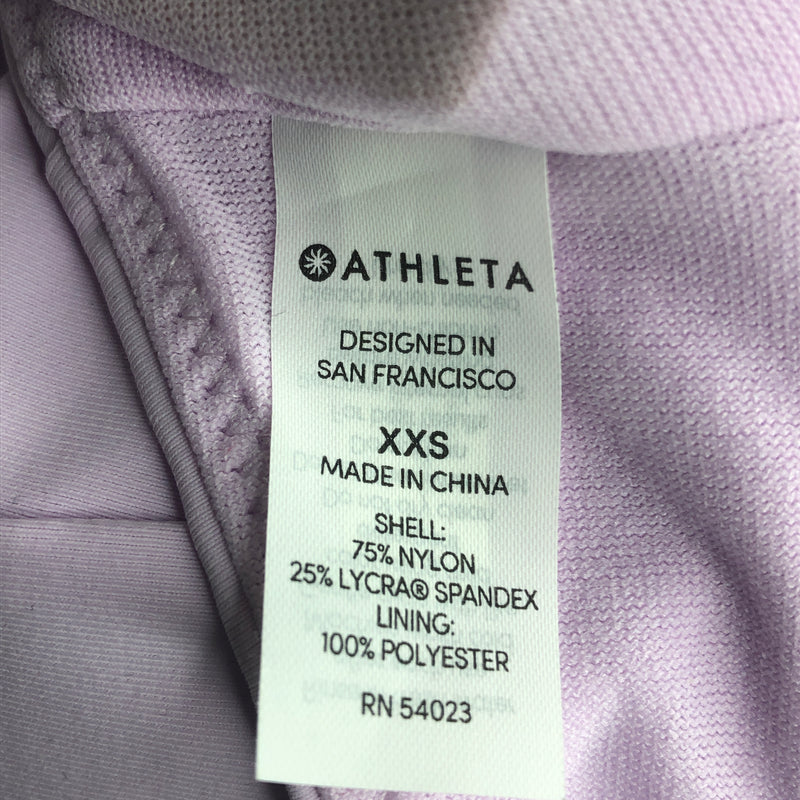 ATHLETA
DESIGNED IN
SAN FRANCISCO
XXS
MADE IN CHINA
SHELL:
75% NYLON
25% LYCRA® SPANDEX
LINING:
100% POLYESTER
RN 54023